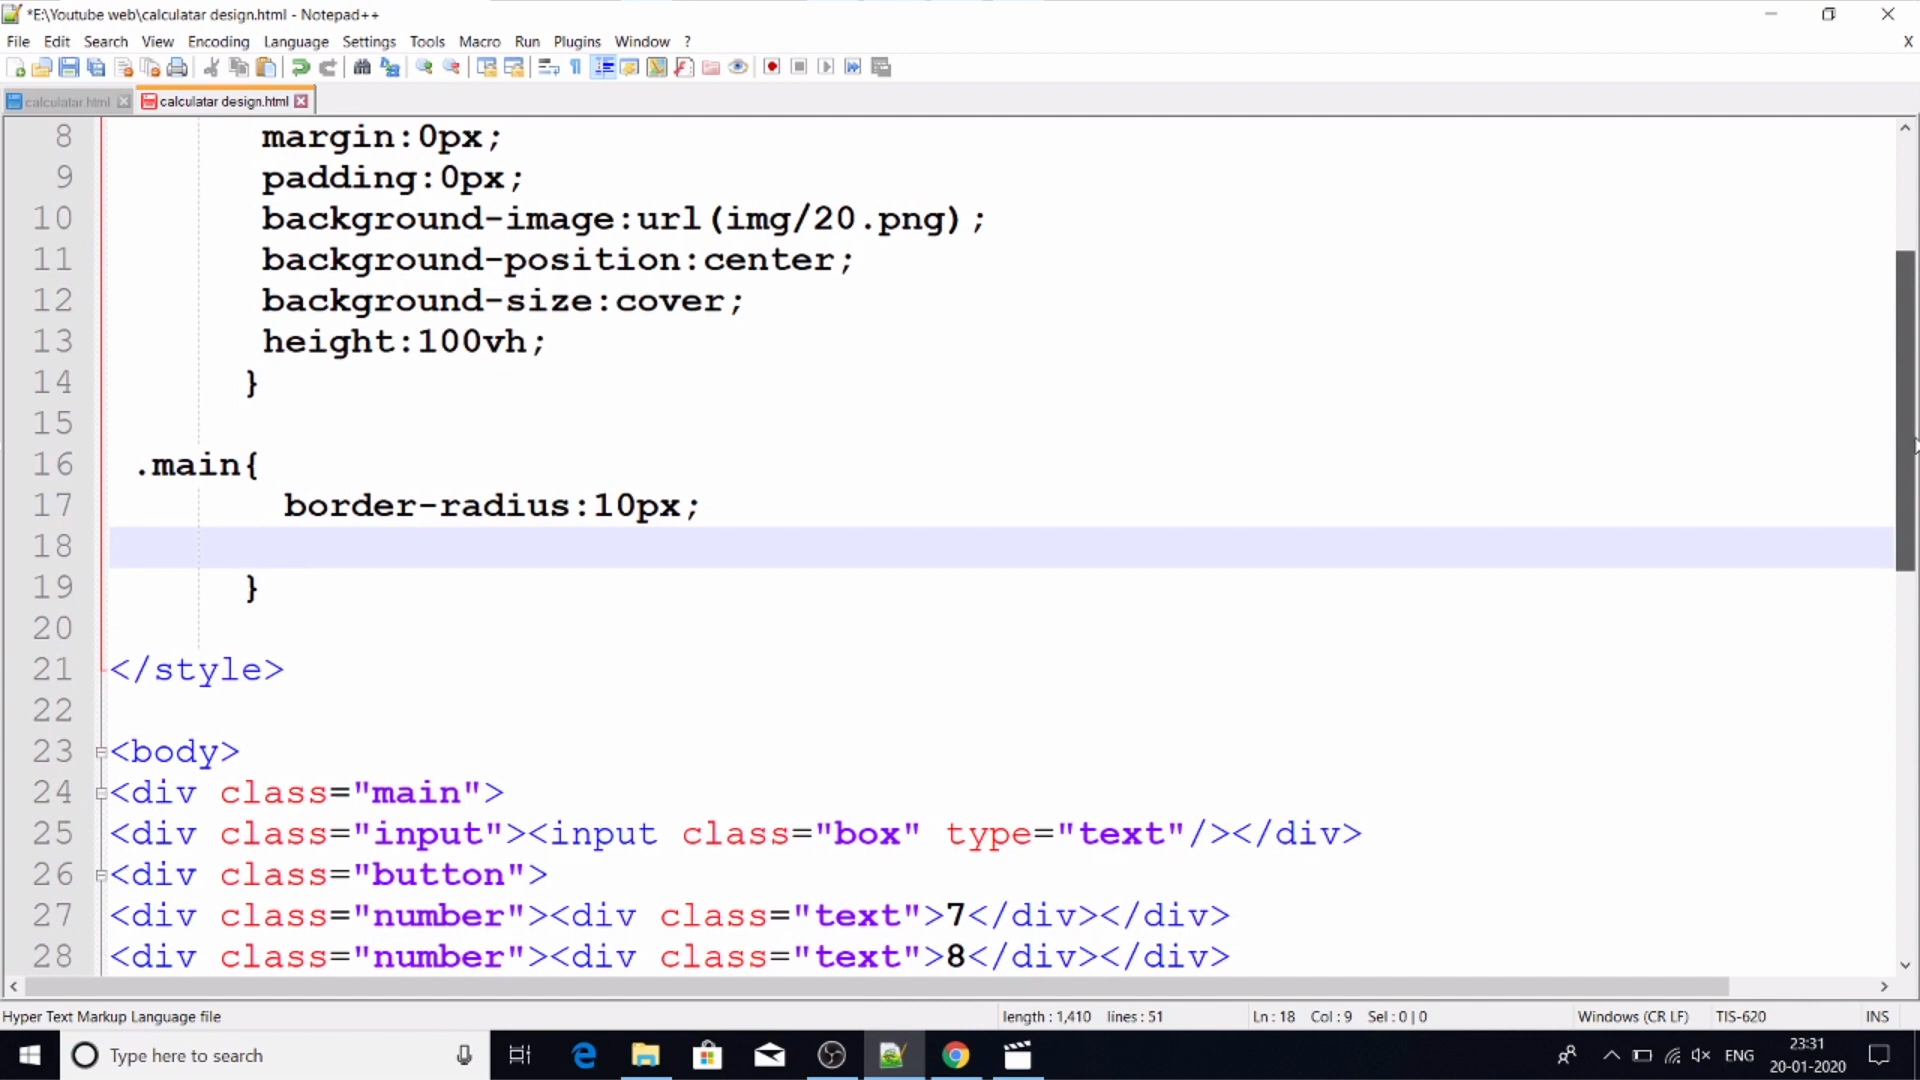 *E:\Youtube web\calculatar design.html - Notepad++
File Edit Search View Encoding Language Settings Tools Macro Run Plugins Window ? X
calculatar.html calculatar design.html
8 margin:0px;
9 padding:0px;
10 background-image:url(img/20.png);
11 background-position:center;
12 background-size:cover;
13 height:100vh;
14 }
15
16 .main{
17 border-radius:10px;
18
19 }
20
21 </style>
22
23 <body>
24 <div class="main">
25 <div class="input"><input class="box" type="text"/></div>
26 <div class="button">
27 <div class="number"><div class="text">7</div></div>
28 <div class="number"><div class="text">8</div></div>
Hyper Text Markup Language file length : 1,410 lines : 51 Ln : 18 Col : 9 Sel : 0 | 0 Windows (CR LF) TIS-620 INS
Type here to search ENG 23:31
20-01-2020